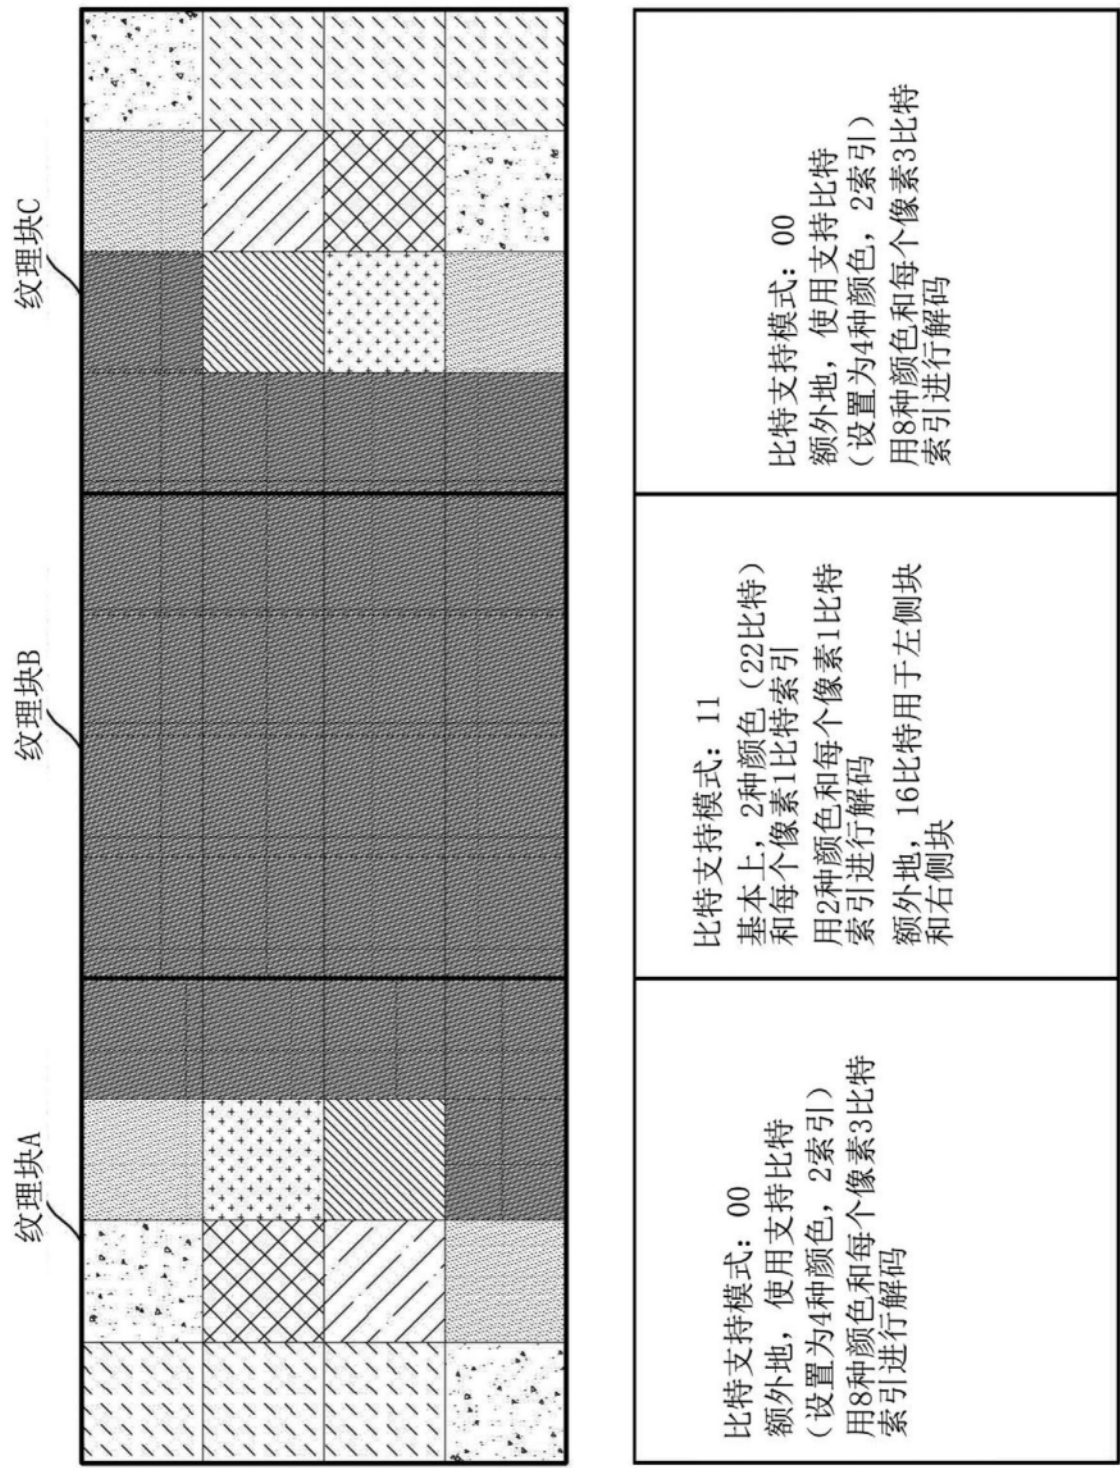 纹理块A
纹理块B
纹理块C
比特支持模式：00
额外地，使用支持比特
（设置为4种颜色，2索引）
用8种颜色和每个像素3比特
索引进行解码
比特支持模式：11
基本上，2种颜色（22比特）
和每个像素1比特索引
用2种颜色和每个像素1比特
索引进行解码
额外地，16比特用于左侧块
和右侧块
比特支持模式：00
额外地，使用支持比特
（设置为4种颜色，2索引）
用8种颜色和每个像素3比特
索引进行解码